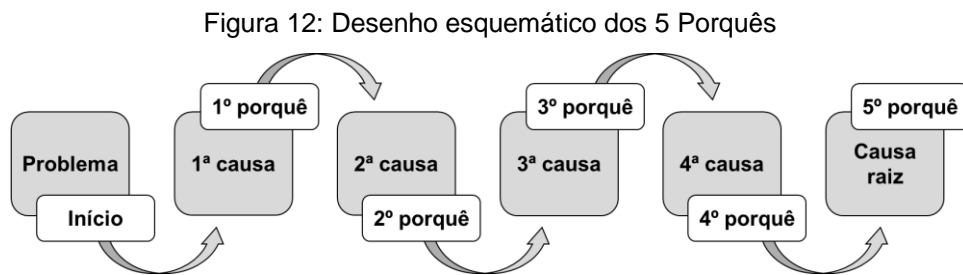 Figura 12: Desenho esquemático dos 5 Porquês
Problema
Início
1º porquê
1ª causa
2ª causa
2º porquê
3º porquê
3ª causa
4ª causa
4º porquê
5º porquê
Causa
raiz